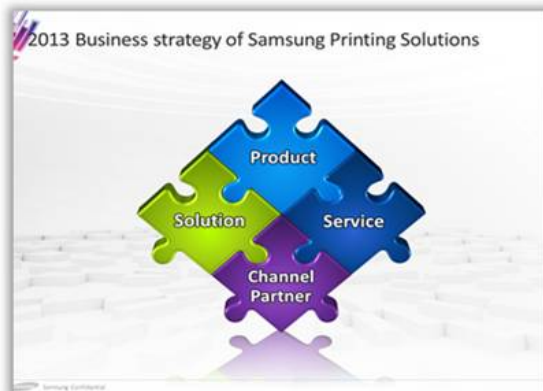 2013 Business strategy of Samsung Printing Solutions
Product
Solution
Service
Channel
Partner
Samsung Confidential